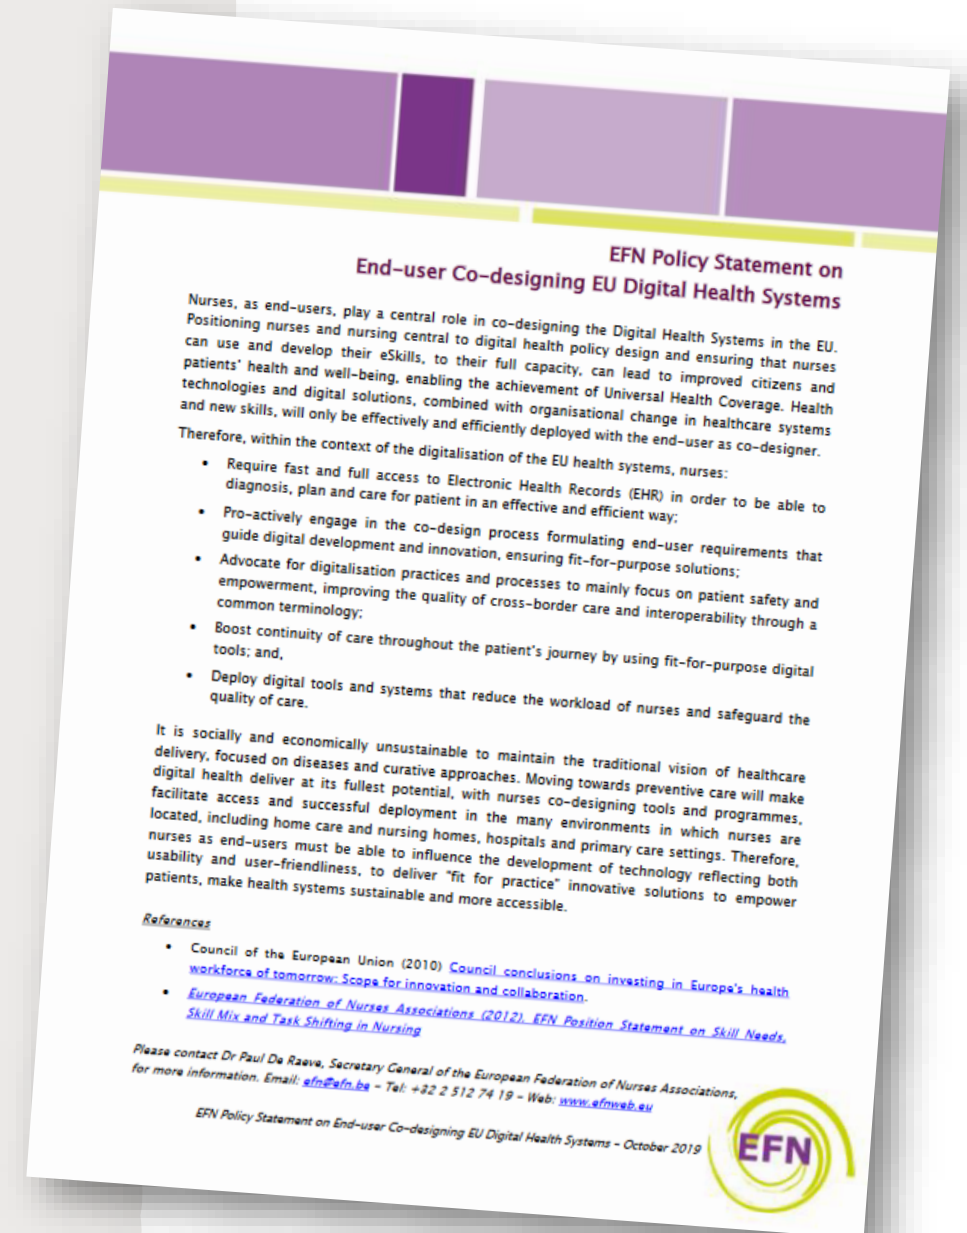 EFN Policy Statement on
End-user Co-designing EU Digital Health Systems
Nurses, as end-users, play a central role in co-designing the Digital Health Systems in the EU.
Positioning nurses and nursing central to digital health policy design and ensuring that nurses
can use and develop their eSkills, to their full capacity, can lead to improved citizens and
patients' health and well-being, enabling the achievement of Universal Health Coverage. Health
technologies and digital solutions, combined with organisational change in healthcare systems
and new skills, will only be effectively and efficiently deployed with the end-user as co-designer.
Therefore, within the context of the digitalisation of the EU health systems, nurses:
• Require fast and full access to Electronic Health Records (EHR) in order to be able to
diagnosis, plan and care for patient in an effective and efficient way;
• Pro-actively engage in the co-design process formulating end-user requirements that
guide digital development and innovation, ensuring fit-for-purpose solutions;
• Advocate for digitalisation practices and processes to mainly focus on patient safety and
empowerment, improving the quality of cross-border care and interoperability through a
common terminology;
• Boost continuity of care throughout the patient's journey by using fit-for-purpose digital
tools; and,
• Deploy digital tools and systems that reduce the workload of nurses and safeguard the
quality of care.
It is socially and economically unsustainable to maintain the traditional vision of healthcare
delivery, focused on diseases and curative approaches. Moving towards preventive care will make
digital health deliver at its fullest potential, with nurses co-designing tools and programmes,
facilitate access and successful deployment in the many environments in which nurses are
located, including home care and nursing homes, hospitals and primary care settings. Therefore,
nurses as end-users must be able to influence the development of technology reflecting both
usability and user-friendliness, to deliver "fit for practice" innovative solutions to empower
patients, make health systems sustainable and more accessible.
References
• Council of the European Union (2010) Council conclusions on investing in Europe's health
workforce of tomorrow: Scope for innovation and collaboration.
• European Federation of Nurses Associations (2012). EFN Position Statement on Skill Needs,
Skill Mix and Task Shifting in Nursing
Please contact Dr Paul De Raeve, Secretary General of the European Federation of Nurses Associations,
for more information. Email: efn@efn.be – Tel: +32 2 512 74 19 – Web: www.efnweb.eu
EFN Policy Statement on End-user Co-designing EU Digital Health Systems – October 2019
EFN